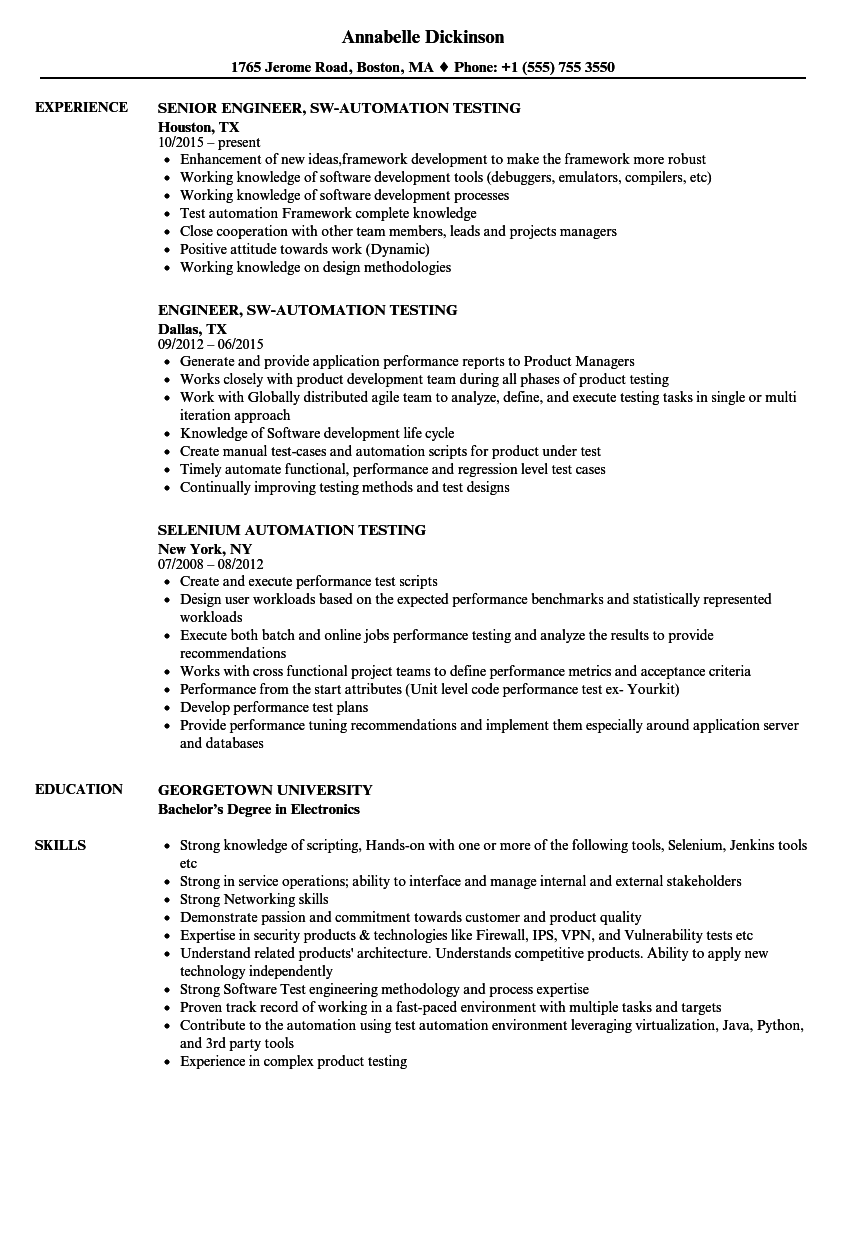 Annabelle Dickinson
1765 Jerome Road, Boston, MA ♦ Phone: +1 (555) 755 3550
EXPERIENCE
SENIOR ENGINEER, SW-AUTOMATION TESTING
Houston, TX
10/2015 – present
• Enhancement of new ideas,framework development to make the framework more robust
• Working knowledge of software development tools (debuggers, emulators, compilers, etc)
• Working knowledge of software development processes
• Test automation Framework complete knowledge
• Close cooperation with other team members, leads and projects managers
• Positive attitude towards work (Dynamic)
• Working knowledge on design methodologies
ENGINEER, SW-AUTOMATION TESTING
Dallas, TX
09/2012 – 06/2015
• Generate and provide application performance reports to Product Managers
• Works closely with product development team during all phases of product testing
• Work with Globally distributed agile team to analyze, define, and execute testing tasks in single or multi
iteration approach
• Knowledge of Software development life cycle
• Create manual test-cases and automation scripts for product under test
• Timely automate functional, performance and regression level test cases
• Continually improving testing methods and test designs
SELENIUM AUTOMATION TESTING
New York, NY
07/2008 – 08/2012
• Create and execute performance test scripts
• Design user workloads based on the expected performance benchmarks and statistically represented
workloads
• Execute both batch and online jobs performance testing and analyze the results to provide
recommendations
• Works with cross functional project teams to define performance metrics and acceptance criteria
• Performance from the start attributes (Unit level code performance test ex- Yourkit)
• Develop performance test plans
• Provide performance tuning recommendations and implement them especially around application server
and databases
EDUCATION
GEORGETOWN UNIVERSITY
Bachelor's Degree in Electronics
SKILLS
• Strong knowledge of scripting, Hands-on with one or more of the following tools, Selenium, Jenkins tools
etc
• Strong in service operations; ability to interface and manage internal and external stakeholders
• Strong Networking skills
• Demonstrate passion and commitment towards customer and product quality
• Expertise in security products & technologies like Firewall, IPS, VPN, and Vulnerability tests etc
• Understand related products' architecture. Understands competitive products. Ability to apply new
technology independently
• Strong Software Test engineering methodology and process expertise
• Proven track record of working in a fast-paced environment with multiple tasks and targets
• Contribute to the automation using test automation environment leveraging virtualization, Java, Python,
and 3rd party tools
• Experience in complex product testing